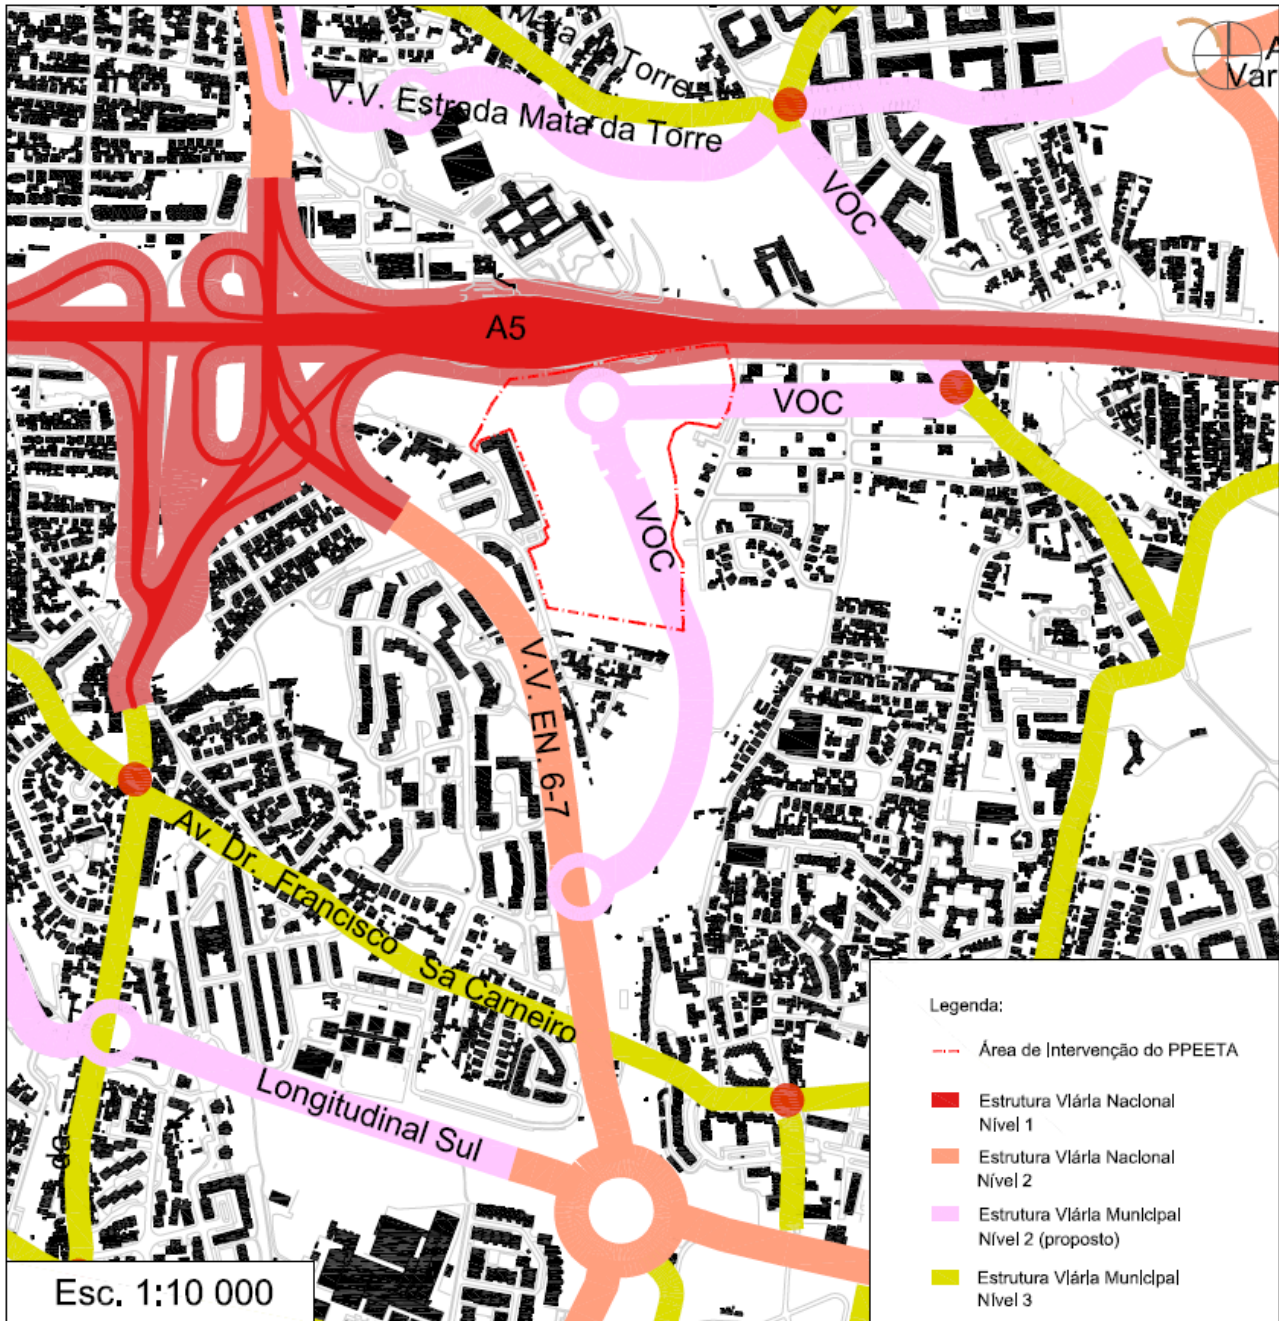 Mata Torre
A
Var
V.V. Estrada Mata da Torre
VOC
A5
VOC
VOC
V.V. EN. 6-7
Av. Dr. Francisco Sá Carneiro
Longitudinal Sul
de
Legenda:
Área de Intervenção do PPEETA
Estrutura Viária Nacional
Nível 1
Estrutura Viária Nacional
Nível 2
Estrutura Viária Municipal
Nível 2 (proposto)
Estrutura Viária Municipal
Nível 3
Esc. 1:10 000